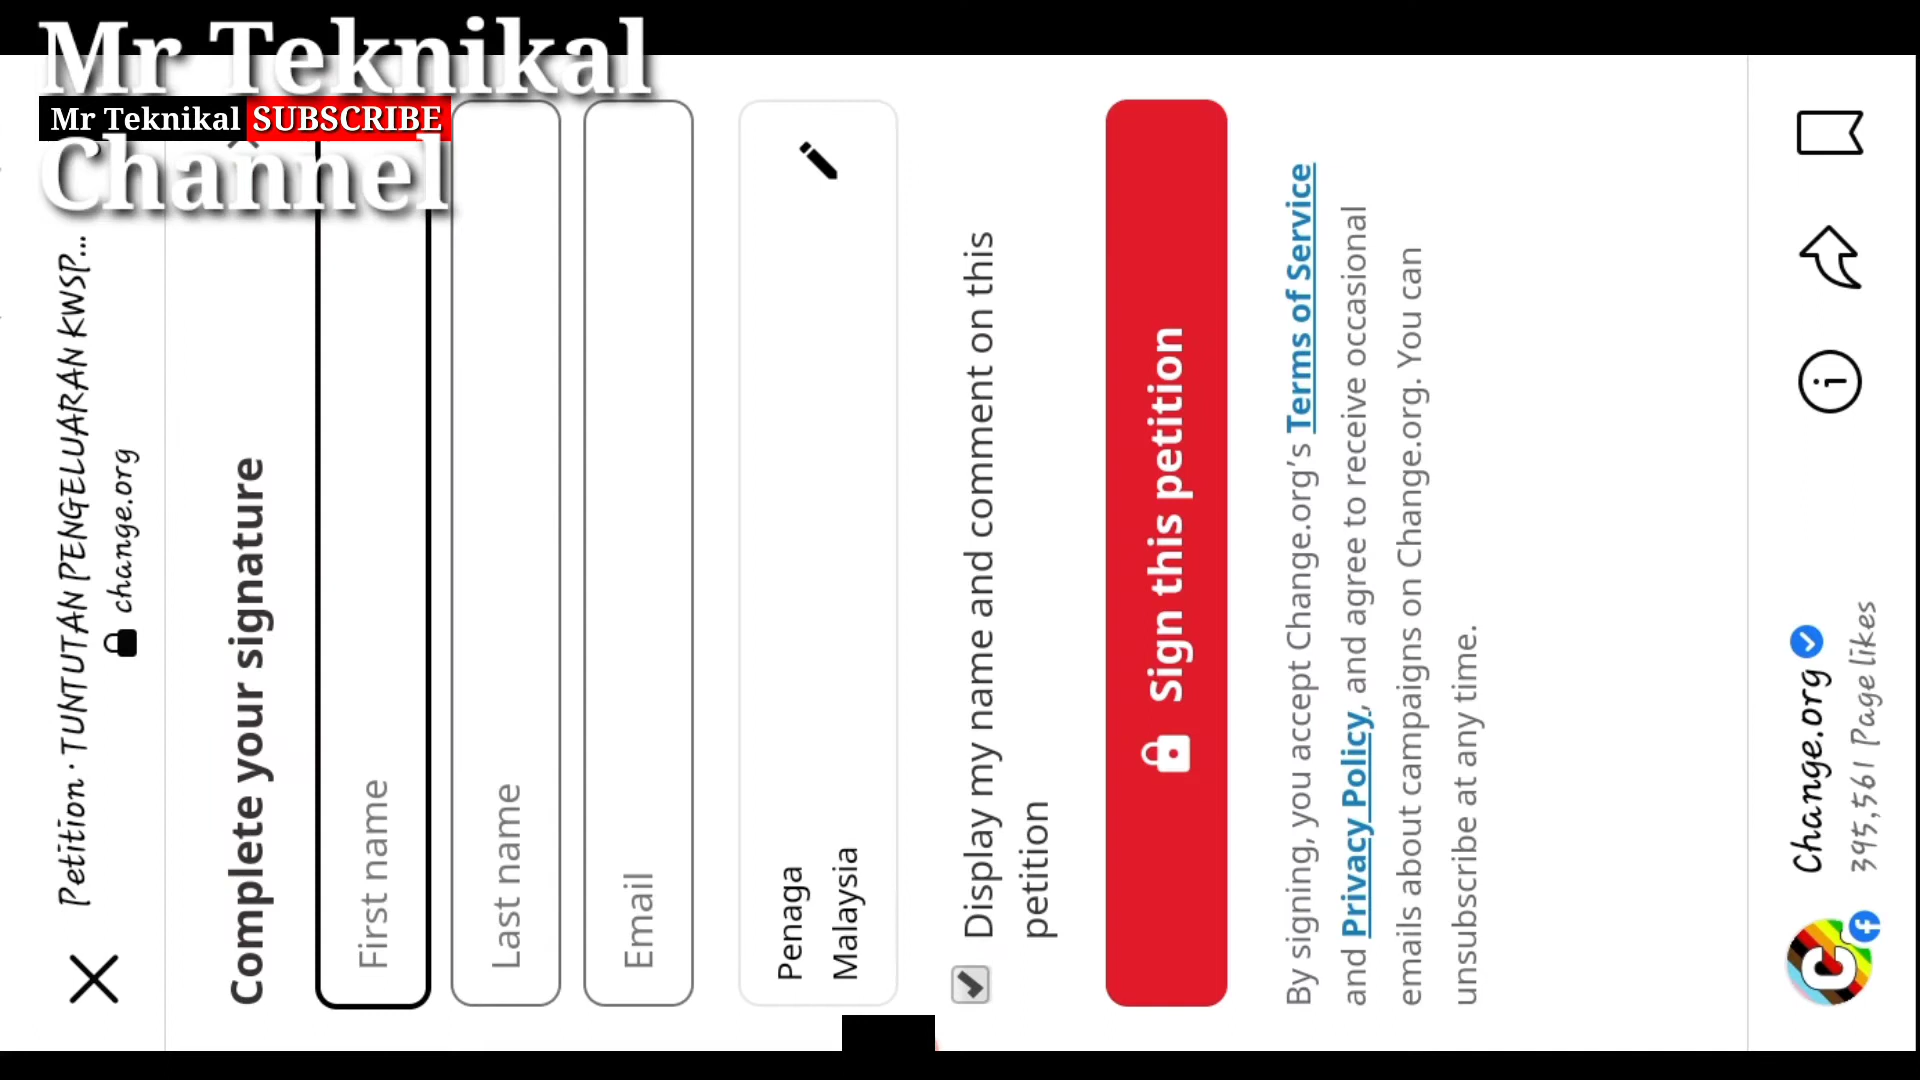 Mr Teknikal
Channel
Mr Teknikal SUBSCRIBE
Petition · TUNTUTAN PENGELUARAN KWSP...
change.org
Complete your signature
First name
Last name
Email
Penaga
Malaysia
Display my name and comment on this
petition
Sign this petition
By signing, you accept Change.org’s Terms of Service
and Privacy Policy, and agree to receive occasional
emails about campaigns on Change.org. You can
unsubscribe at any time.
Change.org
395,561 Page likes